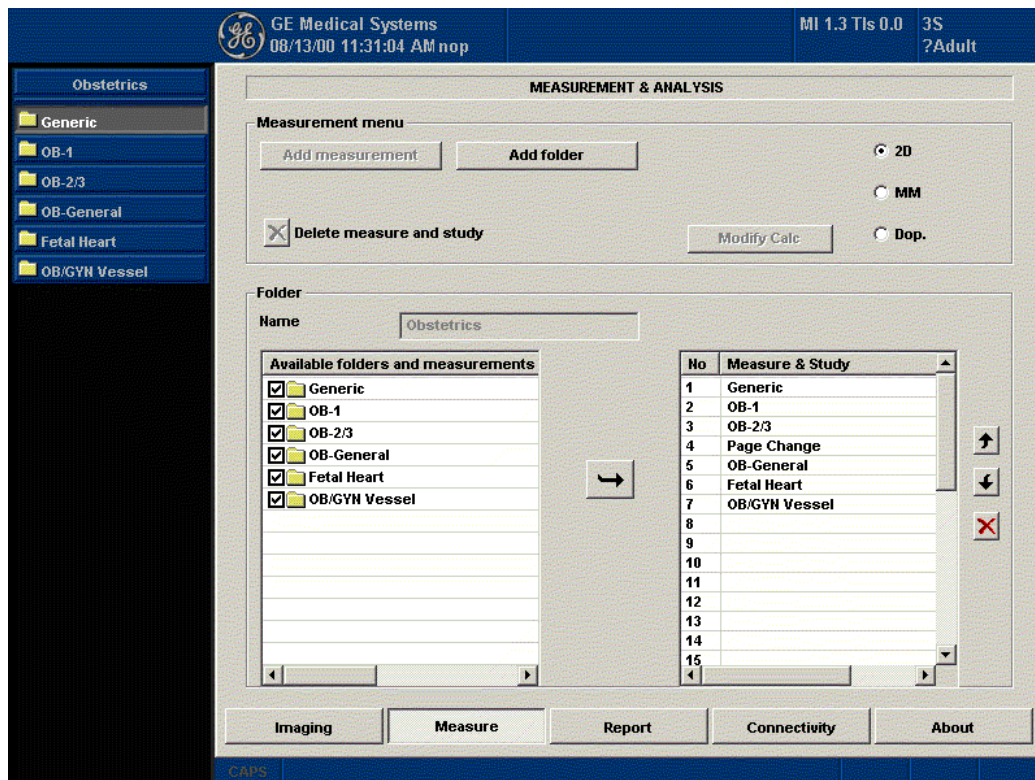 GE Medical Systems
08/13/00 11:31:04 AM nop
MI 1.3 TIs 0.0
3S
?Adult
Obstetrics
Generic
OB-1
OB-2/3
OB-General
Fetal Heart
OB/GYN Vessel
MEASUREMENT & ANALYSIS
Measurement menu
Add measurement
Add folder
2D
MM
Delete measure and study
Modify Calc
Dop.
Folder
Name
Obstetrics
Available folders and measurements
Generic
OB-1
OB-2/3
OB-General
Fetal Heart
OB/GYN Vessel
No Measure & Study
1 Generic
2 OB-1
3 OB-2/3
4 Page Change
5 OB-General
6 Fetal Heart
7 OB/GYN Vessel
8
9
10
11
12
13
14
15
Imaging
Measure
Report
Connectivity
About
CAPS